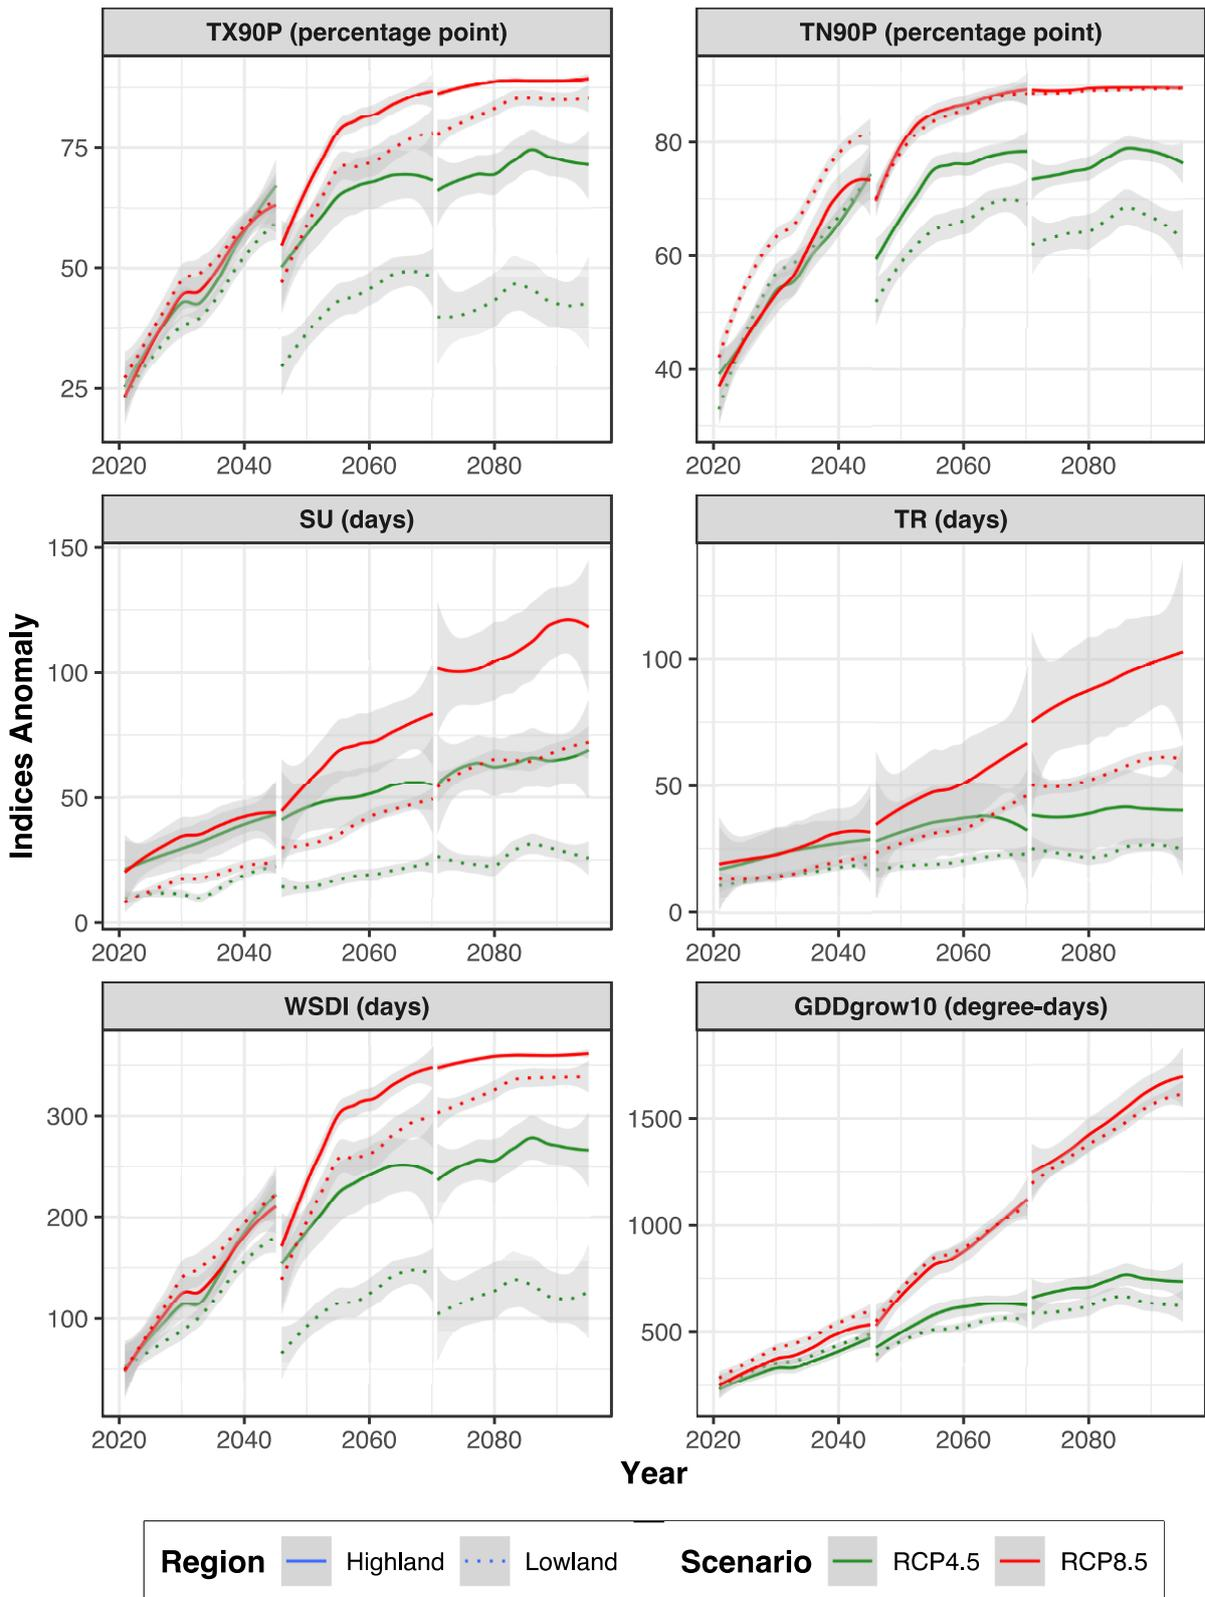 TX90P (percentage point)
TN90P (percentage point)
75
50
25
2020 2040 2060 2080
80
60
40
2020 2040 2060 2080
SU (days)
TR (days)
150
100
50
0
2020 2040 2060 2080
100
50
0
2020 2040 2060 2080
Indices Anomaly
WSDI (days)
GDDgrow10 (degree-days)
300
200
100
2020 2040 2060 2080
1500
1000
500
2020 2040 2060 2080
Year
Region Highland Lowland Scenario RCP4.5 RCP8.5